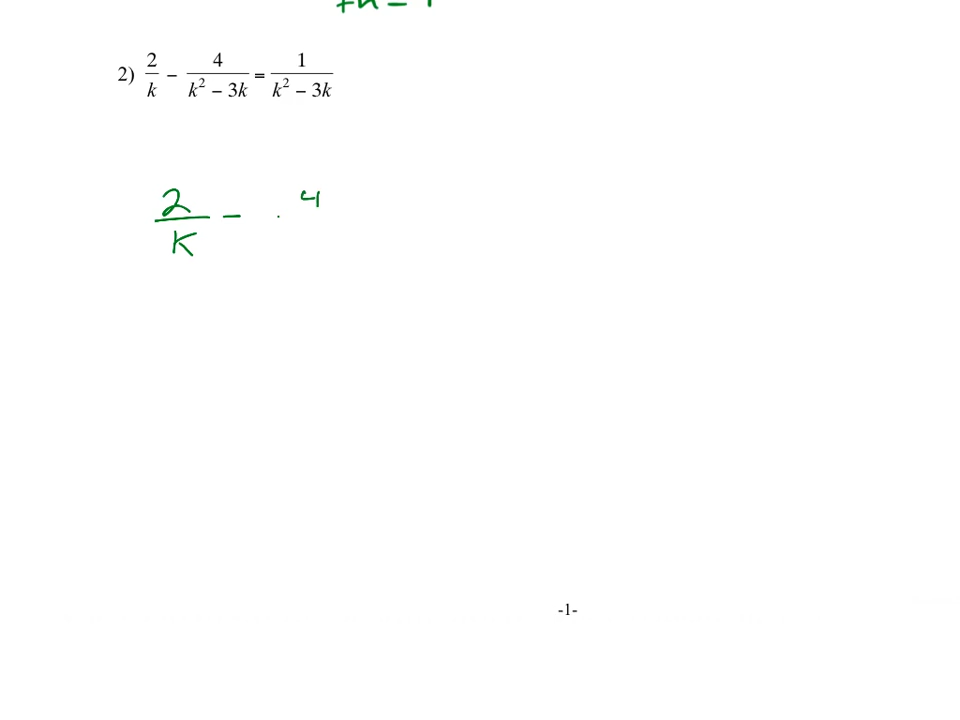 2) 2/k − 4/(k² − 3k) = 1/(k² − 3k)
2/K − 4
-1-